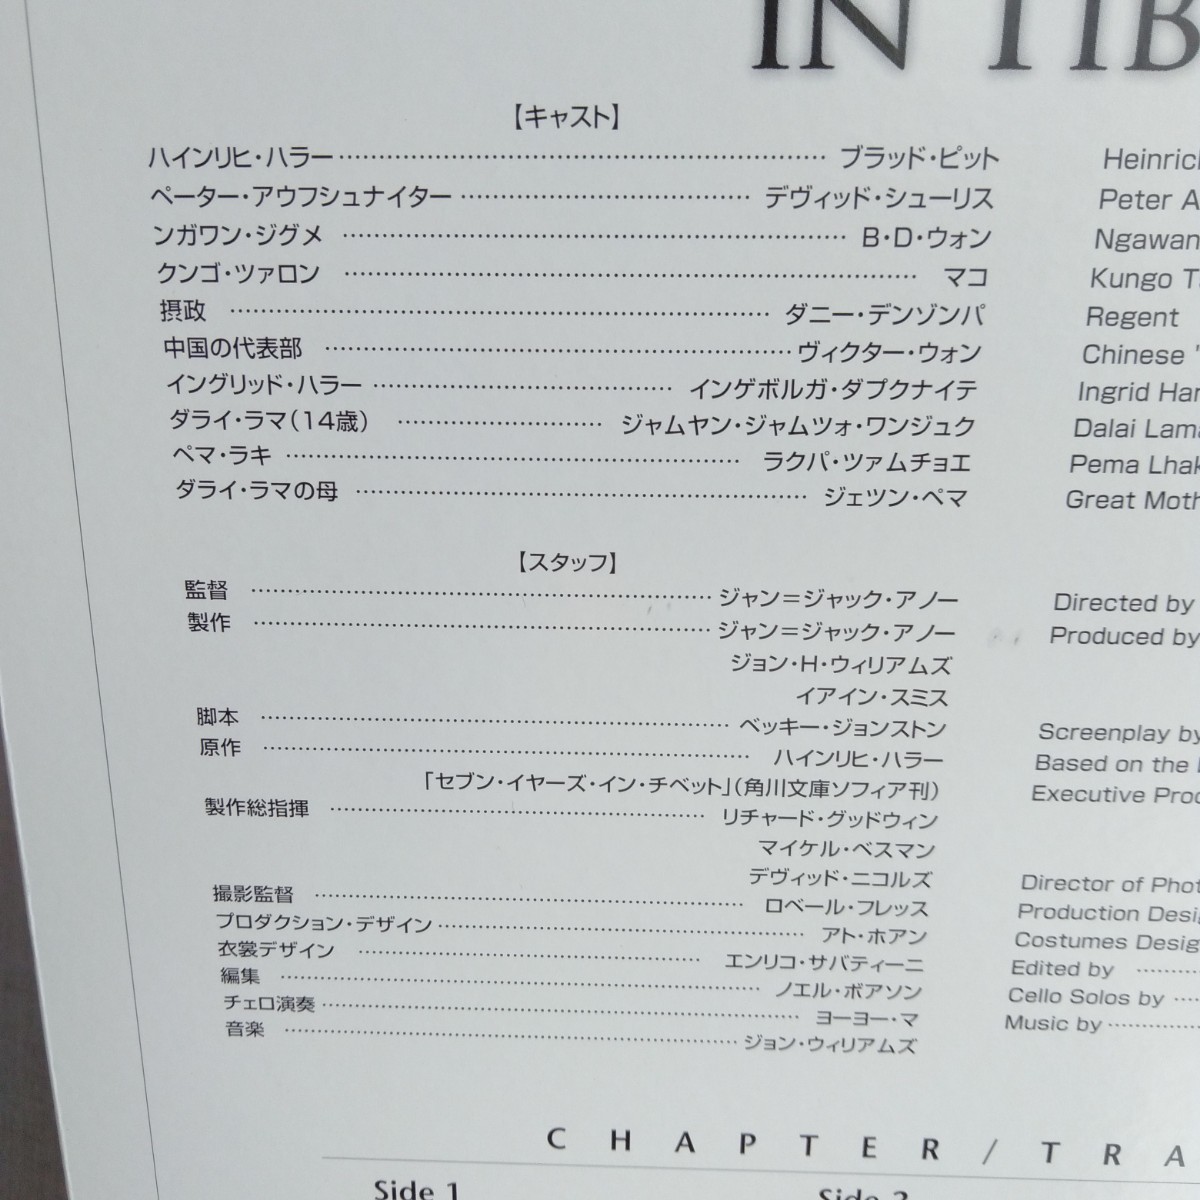 IN TIB
【キャスト】
ハインリヒ・ハラー ブラッド・ピット
ペーター・アウフシュナイター デヴィッド・シューリス
ンガワン・ジグメ B・D・ウォン
クンゴ・ツァロン マコ
摂政 ダニー・デンゾンパ
中国の代表部 ヴィクター・ウォン
イングリッド・ハラー インゲボルガ・ダプクナイテ
ダライ・ラマ（14歳） ジャムヤン・ジャムツォ・ワンジュク
ペマ・ラキ ラクパ・ツァムチョエ
ダライ・ラマの母 ジェツン・ペマ
【スタッフ】
監督 ジャン＝ジャック・アノー
製作 ジャン＝ジャック・アノー
ジョン・H・ウィリアムズ
イアイン・スミス
脚本 ベッキー・ジョンストン
原作 ハインリヒ・ハラー
「セブン・イヤーズ・イン・チベット」（角川文庫ソフィア刊）
製作総指揮 リチャード・グッドウィン
マイケル・ベスマン
デヴィッド・ニコルズ
撮影監督 ロベール・フレッス
プロダクション・デザイン アト・ホアン
衣裳デザイン エンリコ・サバティーニ
編集 ノエル・ボアソン
チェロ演奏 ヨーヨー・マ
音楽 ジョン・ウィリアムズ
Heinrich
Peter A
Ngawan
Kungo T
Regent
Chinese "
Ingrid Har
Dalai Lama
Pema Lhak
Great Moth
Directed by
Produced by
Screenplay by
Based on the
Executive Proc
Director of Phot
Production Desig
Costumes Desig
Edited by
Cello Solos by
Music by
CHAPTER/TRA
Side 1 Side 2